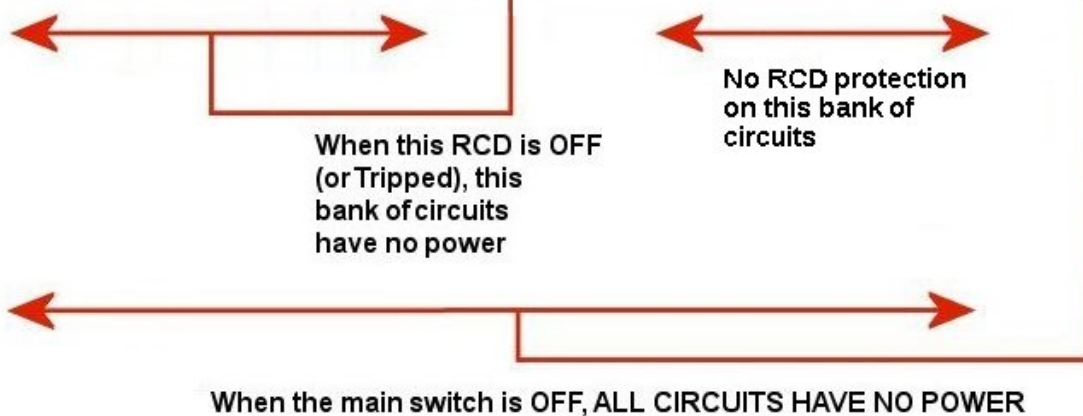 No RCD protection
on this bank of
circuits
When this RCD is OFF
(or Tripped), this
bank of circuits
have no power
When the main switch is OFF, ALL CIRCUITS HAVE NO POWER